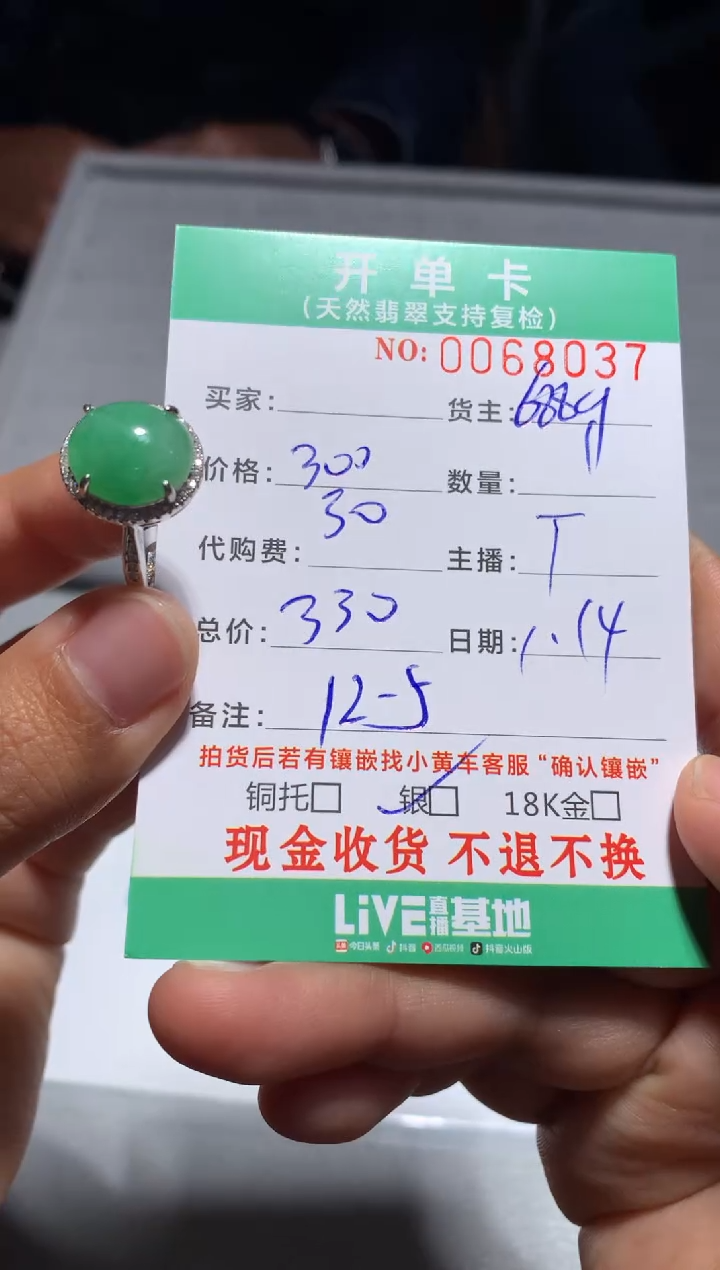 开单卡
(天然翡翠支持复检)
NO: 0068037
买家: 货主:
价格: 300 数量:
30
代购费: 主播: T
总价: 330 日期: 1.14
备注: 12-5
拍货后若有镶嵌找小黄车客服“确认镶嵌”
铜托□ 银□ 18K金□
现金收货 不退不换
LiVE直播基地
头条 今日头条 抖音 西瓜视频 抖音火山版